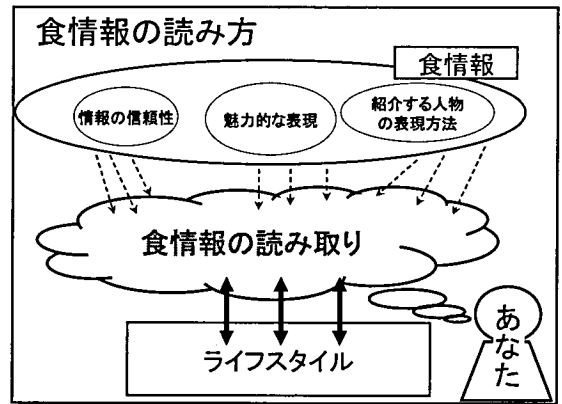 食情報の読み方
食情報
情報の信頼性
魅力的な表現
紹介する人物
の表現方法
食情報の読み取り
ライフスタイル
あなた